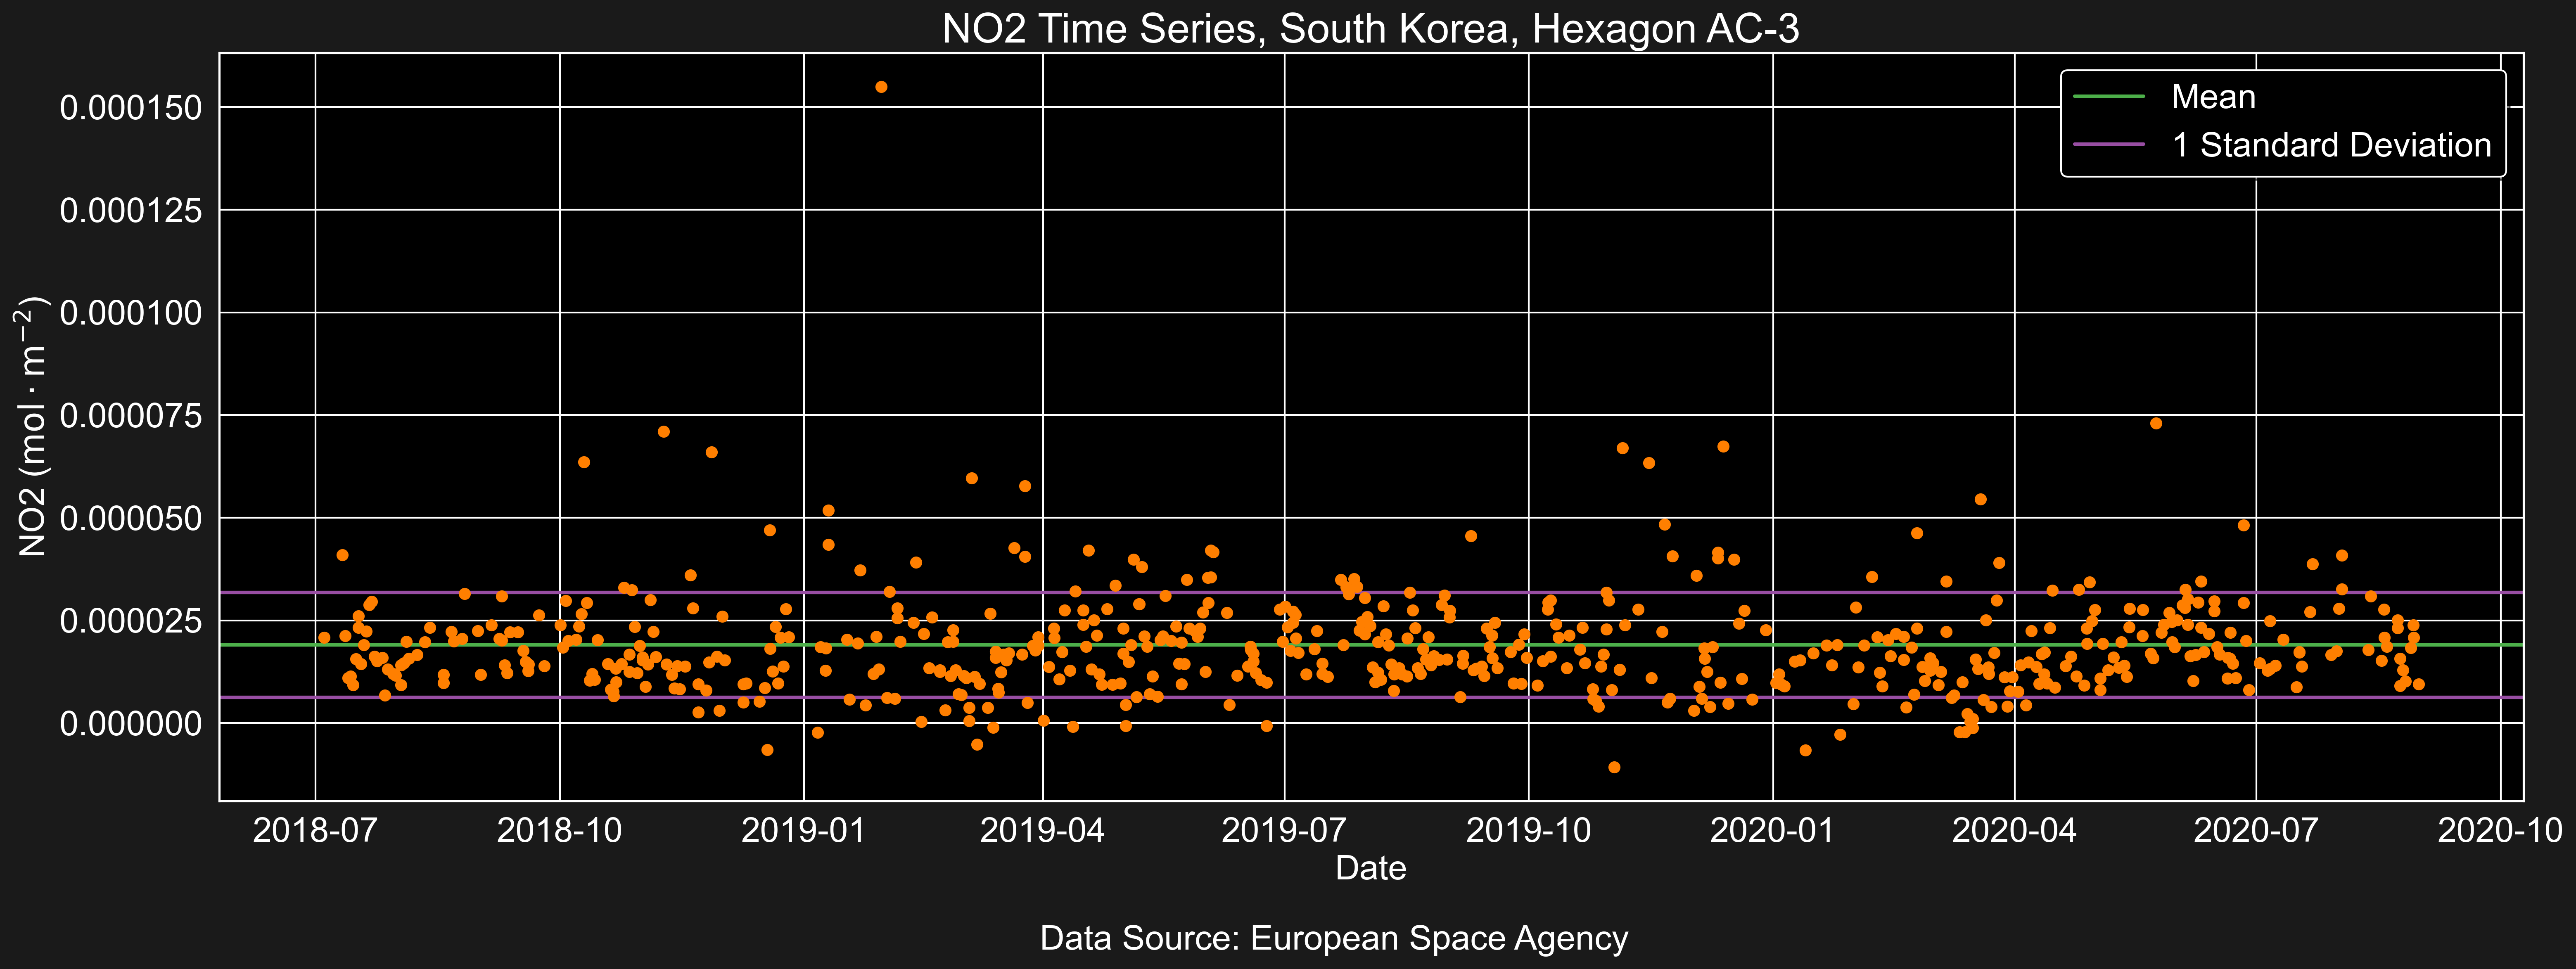 NO2 Time Series, South Korea, Hexagon AC-3
Mean
1 Standard Deviation
NO2 (mol · m⁻²)
0.000150
0.000125
0.000100
0.000075
0.000050
0.000025
0.000000
2018-07
2018-10
2019-01
2019-04
2019-07
2019-10
2020-01
2020-04
2020-07
2020-10
Date
Data Source: European Space Agency